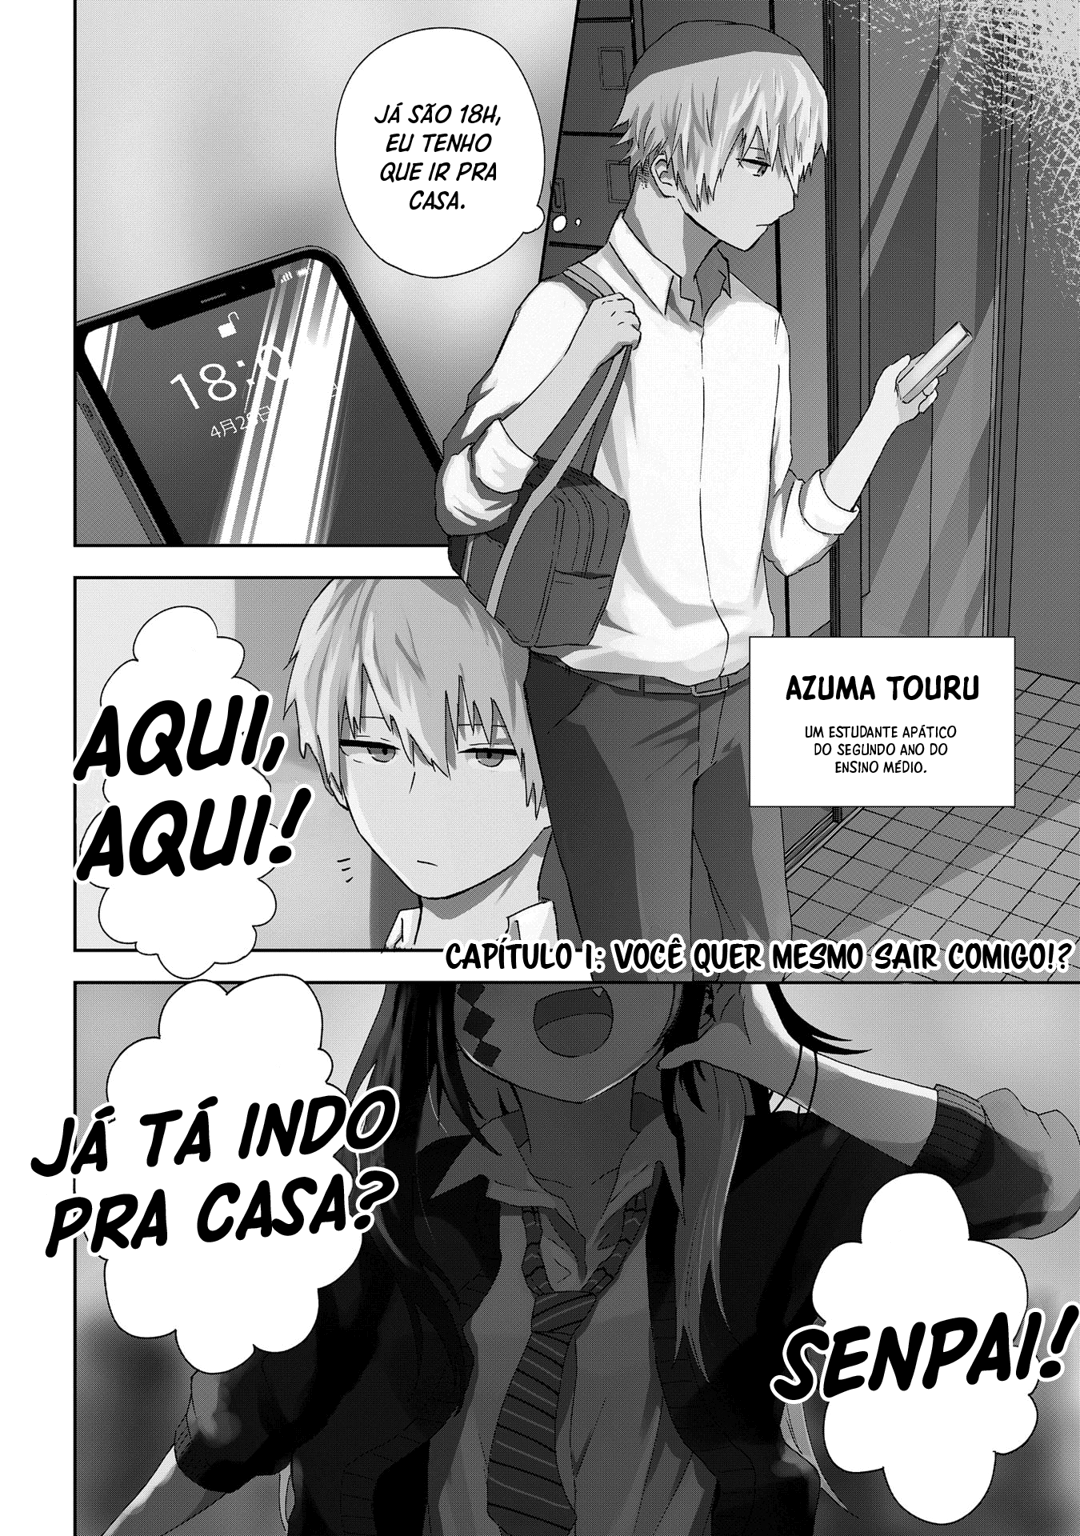 JÁ SÃO 18H,
EU TENHO
QUE IR PRA
CASA.
18:0
4月2
AZUMA TOURU
UM ESTUDANTE APÁTICO
DO SEGUNDO ANO DO
ENSINO MÉDIO.
AQUI,
AQUI!
CAPÍTULO 1: VOCÊ QUER MESMO SAIR COMIGO!?
JÁ TÁ INDO
PRA CASA?
SENPAI!